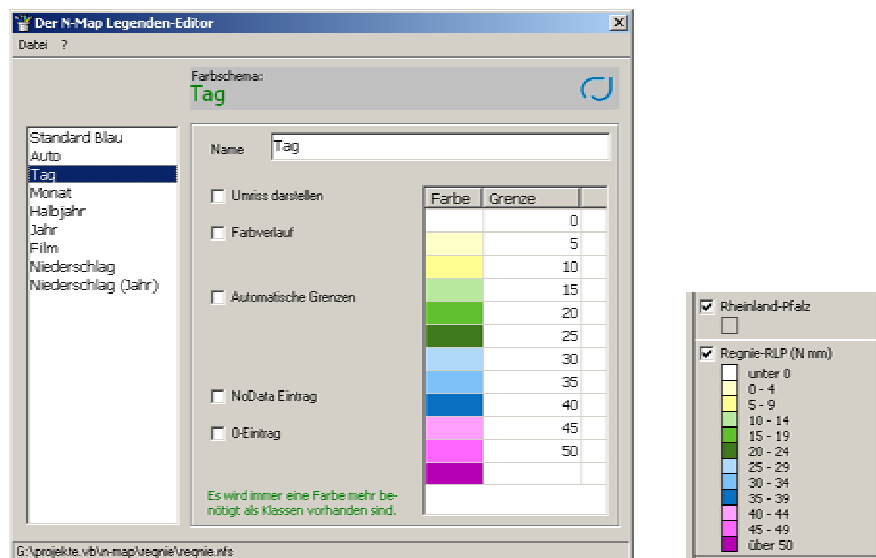 Der N-Map Legenden-Editor
Datei ?
Farbschema:
Tag
Standard Blau
Auto
Tag
Monat
Halbjahr
Jahr
Film
Niederschlag
Niederschlag (Jahr)
Name Tag
Umriss darstellen
Farbverlauf
Automatische Grenzen
NoData Eintrag
0-Eintrag
Es wird immer eine Farbe mehr be-
nötigt als Klassen vorhanden sind.
Farbe Grenze
0
5
10
15
20
25
30
35
40
45
50
G:\projekte.vb\n-map\regnie\regnie.nfs
Rheinland-Pfalz
Regnie-RLP (N mm)
unter 0
0 - 4
5 - 9
10 - 14
15 - 19
20 - 24
25 - 29
30 - 34
35 - 39
40 - 44
45 - 49
über 50